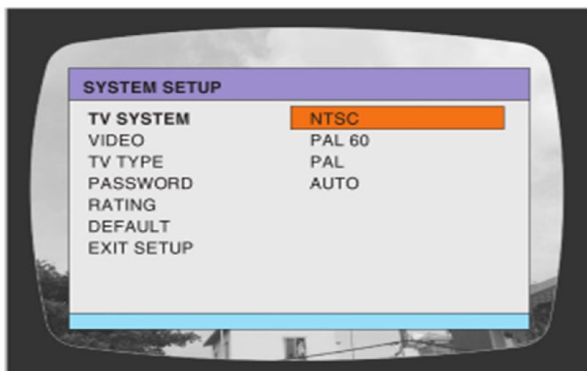 SYSTEM SETUP
TV SYSTEM NTSC
VIDEO PAL 60
TV TYPE PAL
PASSWORD AUTO
RATING
DEFAULT
EXIT SETUP